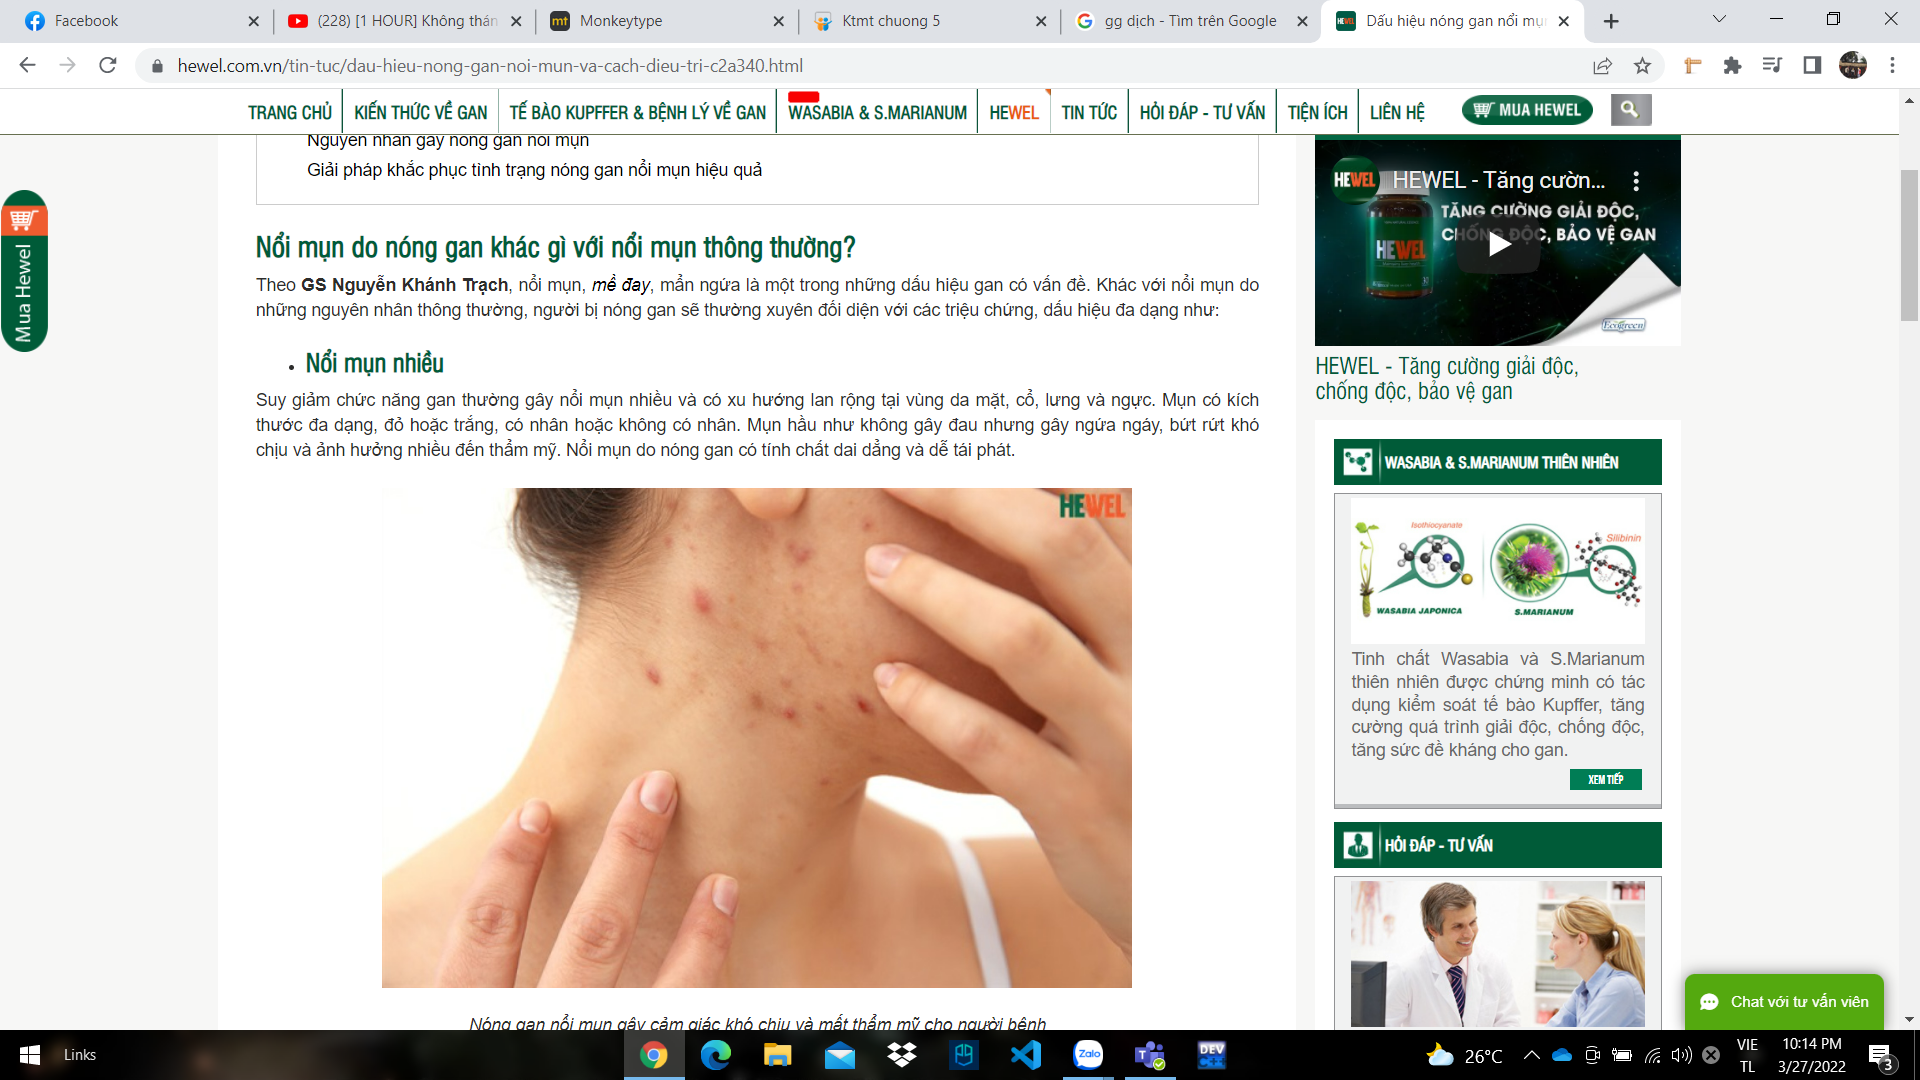 Facebook
(228) [1 HOUR] Không thán
Monkeytype
Ktmt chuong 5
gg dịch - Tìm trên Google
Dấu hiệu nóng gan nổi mụn
hewel.com.vn/tin-tuc/dau-hieu-nong-gan-noi-mun-va-cach-dieu-tri-c2a340.html
TRANG CHỦ
KIẾN THỨC VỀ GAN
TẾ BÀO KUPFFER & BỆNH LÝ VỀ GAN
WASABIA & S.MARIANUM
HEWEL
TIN TỨC
HỎI ĐÁP - TƯ VẤN
TIỆN ÍCH
LIÊN HỆ
MUA HEWEL
Nguyên nhân gây nóng gan nổi mụn
Giải pháp khắc phục tình trạng nóng gan nổi mụn hiệu quả
Mua Hewel
Nổi mụn do nóng gan khác gì với nổi mụn thông thường?
Theo GS Nguyễn Khánh Trạch, nổi mụn, mề đay, mẩn ngứa là một trong những dấu hiệu gan có vấn đề. Khác với nổi mụn do
những nguyên nhân thông thường, người bị nóng gan sẽ thường xuyên đối diện với các triệu chứng, dấu hiệu đa dạng như:
• Nổi mụn nhiều
Suy giảm chức năng gan thường gây nổi mụn nhiều và có xu hướng lan rộng tại vùng da mặt, cổ, lưng và ngực. Mụn có kích
thước đa dạng, đỏ hoặc trắng, có nhân hoặc không có nhân. Mụn hầu như không gây đau nhưng gây ngứa ngáy, bứt rứt khó
chịu và ảnh hưởng nhiều đến thẩm mỹ. Nổi mụn do nóng gan có tính chất dai dẳng và dễ tái phát.
HEWEL
Nóng gan nổi mụn gây cảm giác khó chịu và mất thẩm mỹ cho người bệnh
HEWEL
HEWEL - Tăng cườn...
TĂNG CƯỜNG GIẢI ĐỘC,
CHỐNG ĐỘC, BẢO VỆ GAN
HEWEL
Ecogreen
HEWEL - Tăng cường giải độc,
chống độc, bảo vệ gan
WASABIA & S.MARIANUM THIÊN NHIÊN
Isothiocyanate
Silibinin
WASABIA JAPONICA
S.MARIANUM
Tinh chất Wasabia và S.Marianum
thiên nhiên được chứng minh có tác
dụng kiểm soát tế bào Kupffer, tăng
cường quá trình giải độc, chống độc,
tăng sức đề kháng cho gan.
XEM TIẾP
HỎI ĐÁP - TƯ VẤN
Chat với tư vấn viên
Links
Zalo
DEV
C++
26°C
VIE
TL
10:14 PM
3/27/2022
3